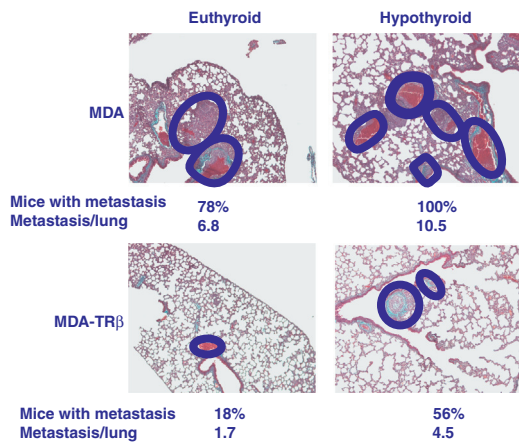 Euthyroid Hypothyroid
MDA
Mice with metastasis 78% 100%
Metastasis/lung 6.8 10.5
MDA-TRβ
Mice with metastasis 18% 56%
Metastasis/lung 1.7 4.5